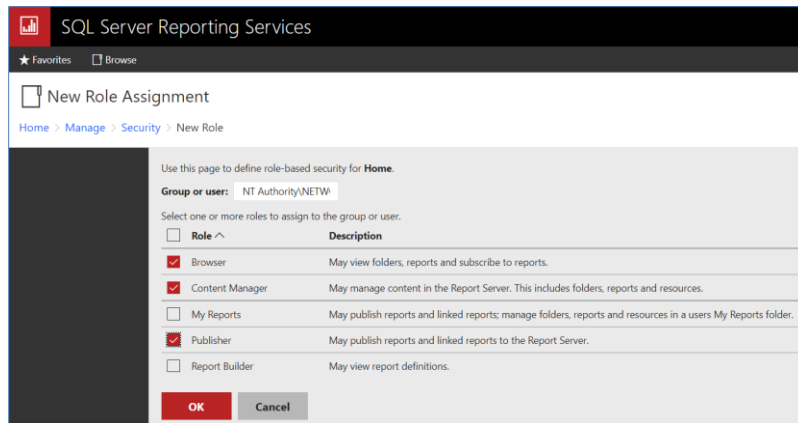 SQL Server Reporting Services
Favorites Browse
New Role Assignment
Home > Manage > Security > New Role
Use this page to define role-based security for Home.
Group or user: NT Authority\NETW
Select one or more roles to assign to the group or user.
Role Description
Browser May view folders, reports and subscribe to reports.
Content Manager May manage content in the Report Server. This includes folders, reports and resources.
My Reports May publish reports and linked reports; manage folders, reports and resources in a users My Reports folder.
Publisher May publish reports and linked reports to the Report Server.
Report Builder May view report definitions.
OK Cancel